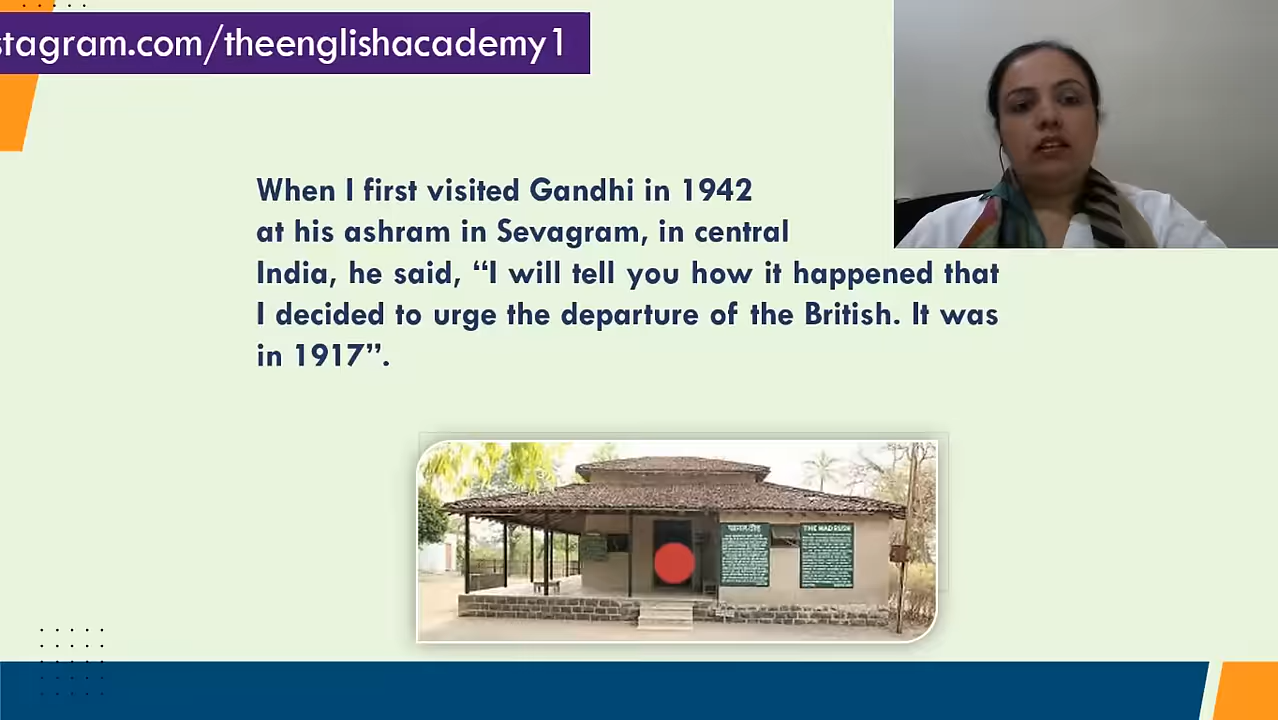 stagram.com/theenglishacademy1
When I first visited Gandhi in 1942
at his ashram in Sevagram, in central
India, he said, “I will tell you how it happened that
I decided to urge the departure of the British. It was
in 1917”.
THE MAD RUSH